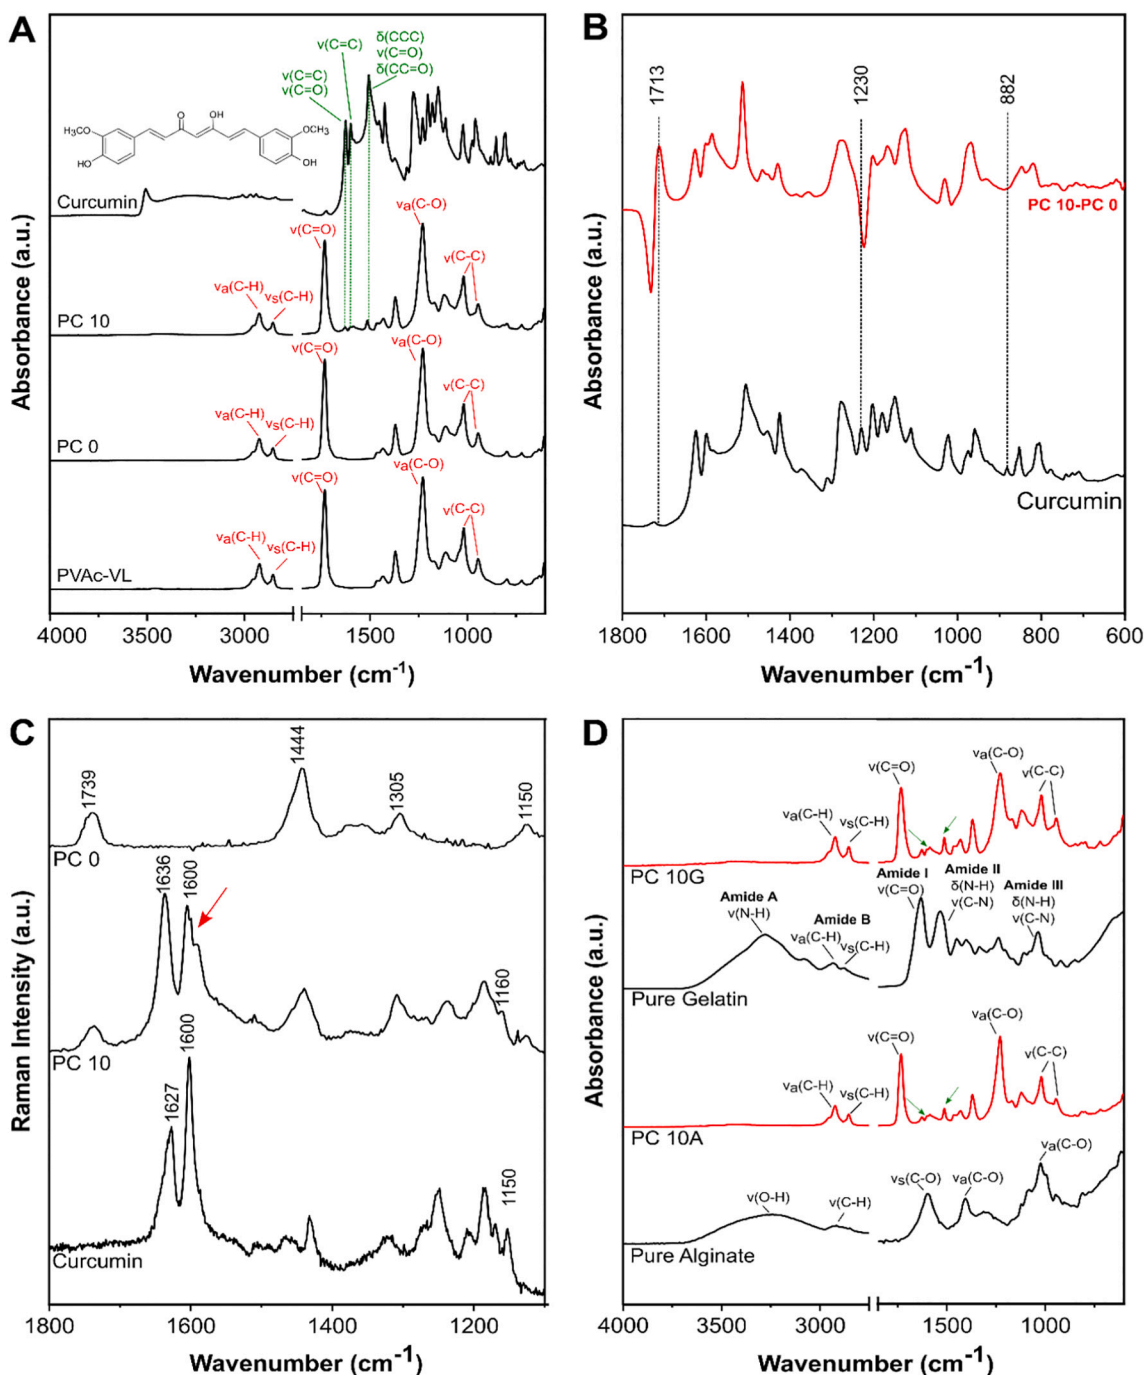 A
ν(C=C)
δ(CCC)
ν(C=O)
δ(CC=O)
ν(C=C)
ν(C=O)
O
OH
H₃CO
OCH₃
HO
OH
Curcumin
νa(C-O)
ν(C=O)
ν(C-C)
νa(C-H)
νs(C-H)
PC 10
νa(C-O)
ν(C=O)
ν(C-C)
νa(C-H)
νs(C-H)
PC 0
νa(C-O)
ν(C=O)
ν(C-C)
νa(C-H)
νs(C-H)
PVAc-VL
Absorbance (a.u.)
4000 3500 3000 1500 1000
Wavenumber (cm⁻¹)
B
1713
1230
882
PC 10-PC 0
Curcumin
Absorbance (a.u.)
1800 1600 1400 1200 1000 800 600
Wavenumber (cm⁻¹)
C
1739
1444
1305
1150
PC 0
1636
1600
1160
PC 10
1627
1600
1150
Curcumin
Raman Intensity (a.u.)
1800 1600 1400 1200
Wavenumber (cm⁻¹)
D
νa(C-O)
ν(C=O)
ν(C-C)
νa(C-H)
νs(C-H)
PC 10G
Amide A
ν(N-H)
Amide B
νa(C-H)
νs(C-H)
Amide I
ν(C=O)
Amide II
δ(N-H)
ν(C-N)
Amide III
δ(N-H)
ν(C-N)
Pure Gelatin
νa(C-O)
ν(C=O)
ν(C-C)
νa(C-H)
νs(C-H)
PC 10A
νa(C-O)
νs(C-O)
νa(C-O)
ν(O-H)
ν(C-H)
Pure Alginate
Absorbance (a.u.)
4000 3000 1500 1000
Wavenumber (cm⁻¹)